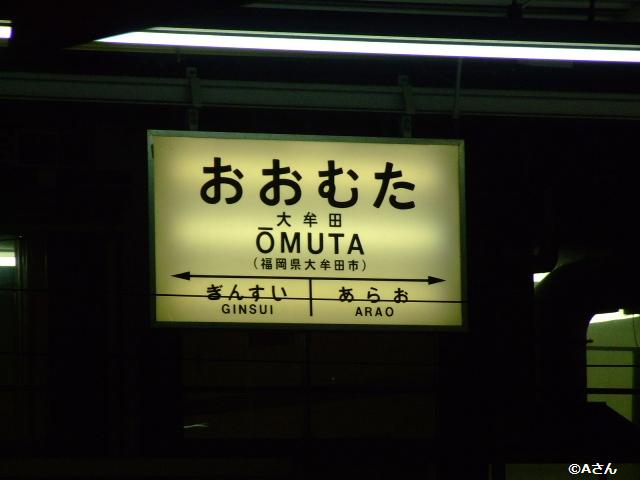 おおむた
大牟田
ŌMUTA
(福岡県大牟田市)
ぎんすい あらお
GINSUI ARAO
©Aさん